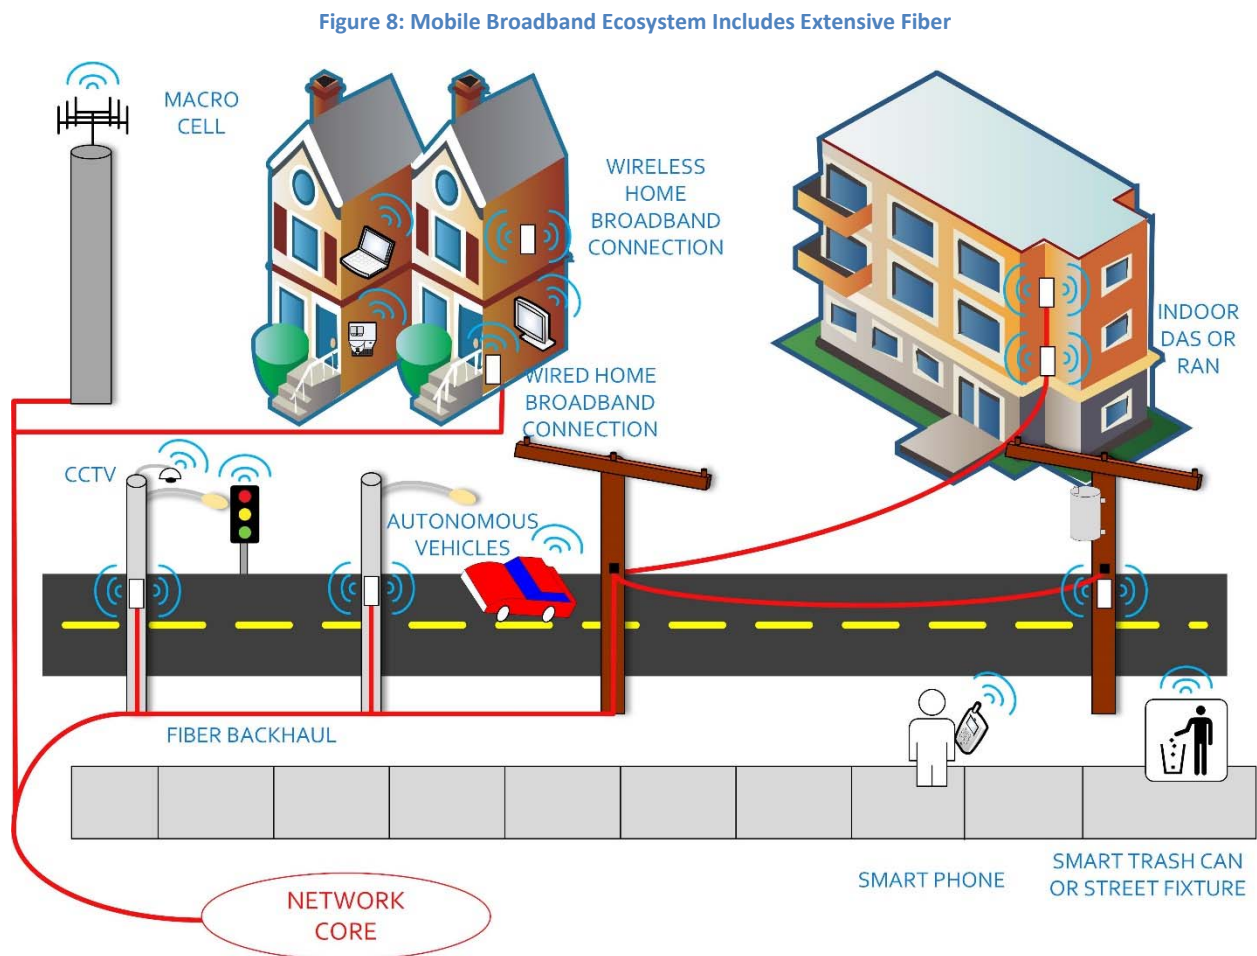 Figure 8: Mobile Broadband Ecosystem Includes Extensive Fiber
MACRO
CELL
WIRELESS
HOME
BROADBAND
CONNECTION
INDOOR
DAS OR
RAN
WIRED HOME
BROADBAND
CONNECTION
CCTV
AUTONOMOUS
VEHICLES
FIBER BACKHAUL
SMART PHONE
SMART TRASH CAN
OR STREET FIXTURE
NETWORK
CORE